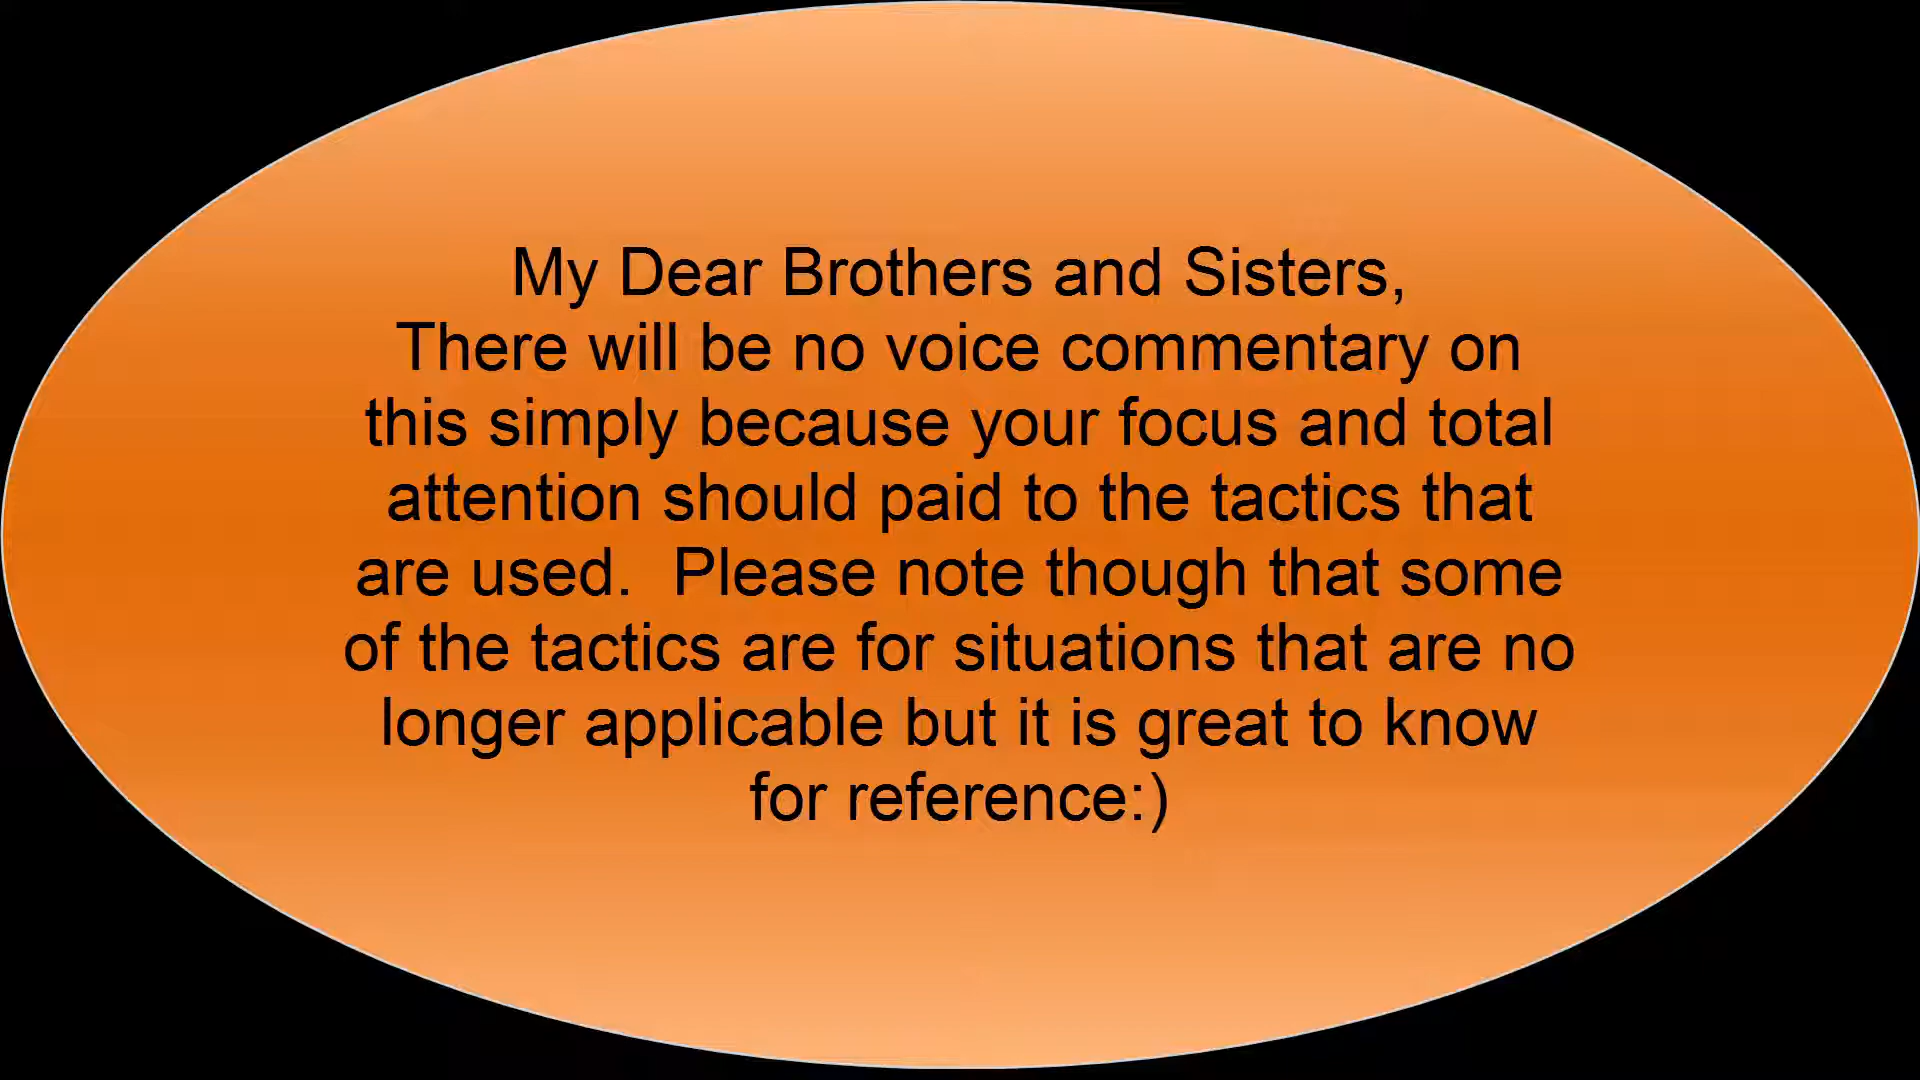 My Dear Brothers and Sisters,
There will be no voice commentary on
this simply because your focus and total
attention should paid to the tactics that
are used.  Please note though that some
of the tactics are for situations that are no
longer applicable but it is great to know
for reference:)